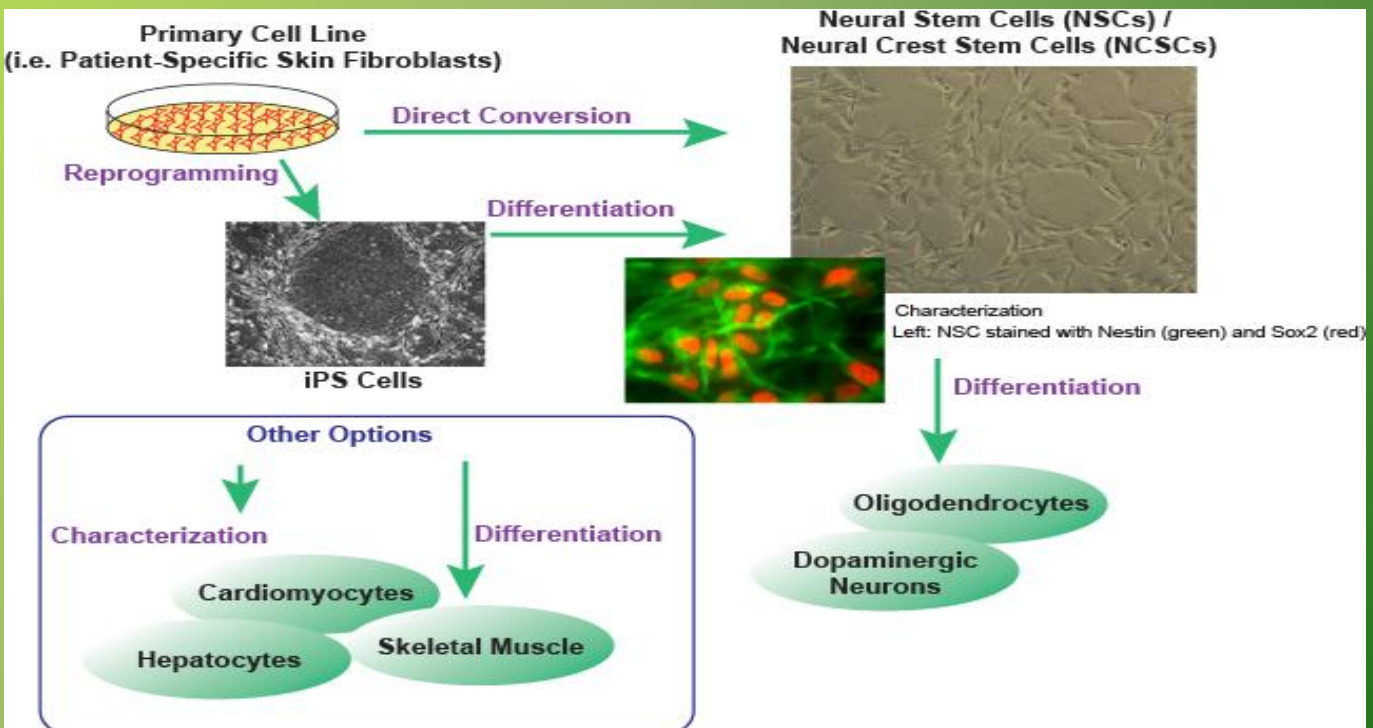 Primary Cell Line
(i.e. Patient-Specific Skin Fibroblasts)
Neural Stem Cells (NSCs) /
Neural Crest Stem Cells (NCSCs)
Direct Conversion
Reprogramming
Differentiation
iPS Cells
Characterization
Left: NSC stained with Nestin (green) and Sox2 (red)
Differentiation
Oligodendrocytes
Dopaminergic
Neurons
Other Options
Characterization
Differentiation
Cardiomyocytes
Hepatocytes
Skeletal Muscle